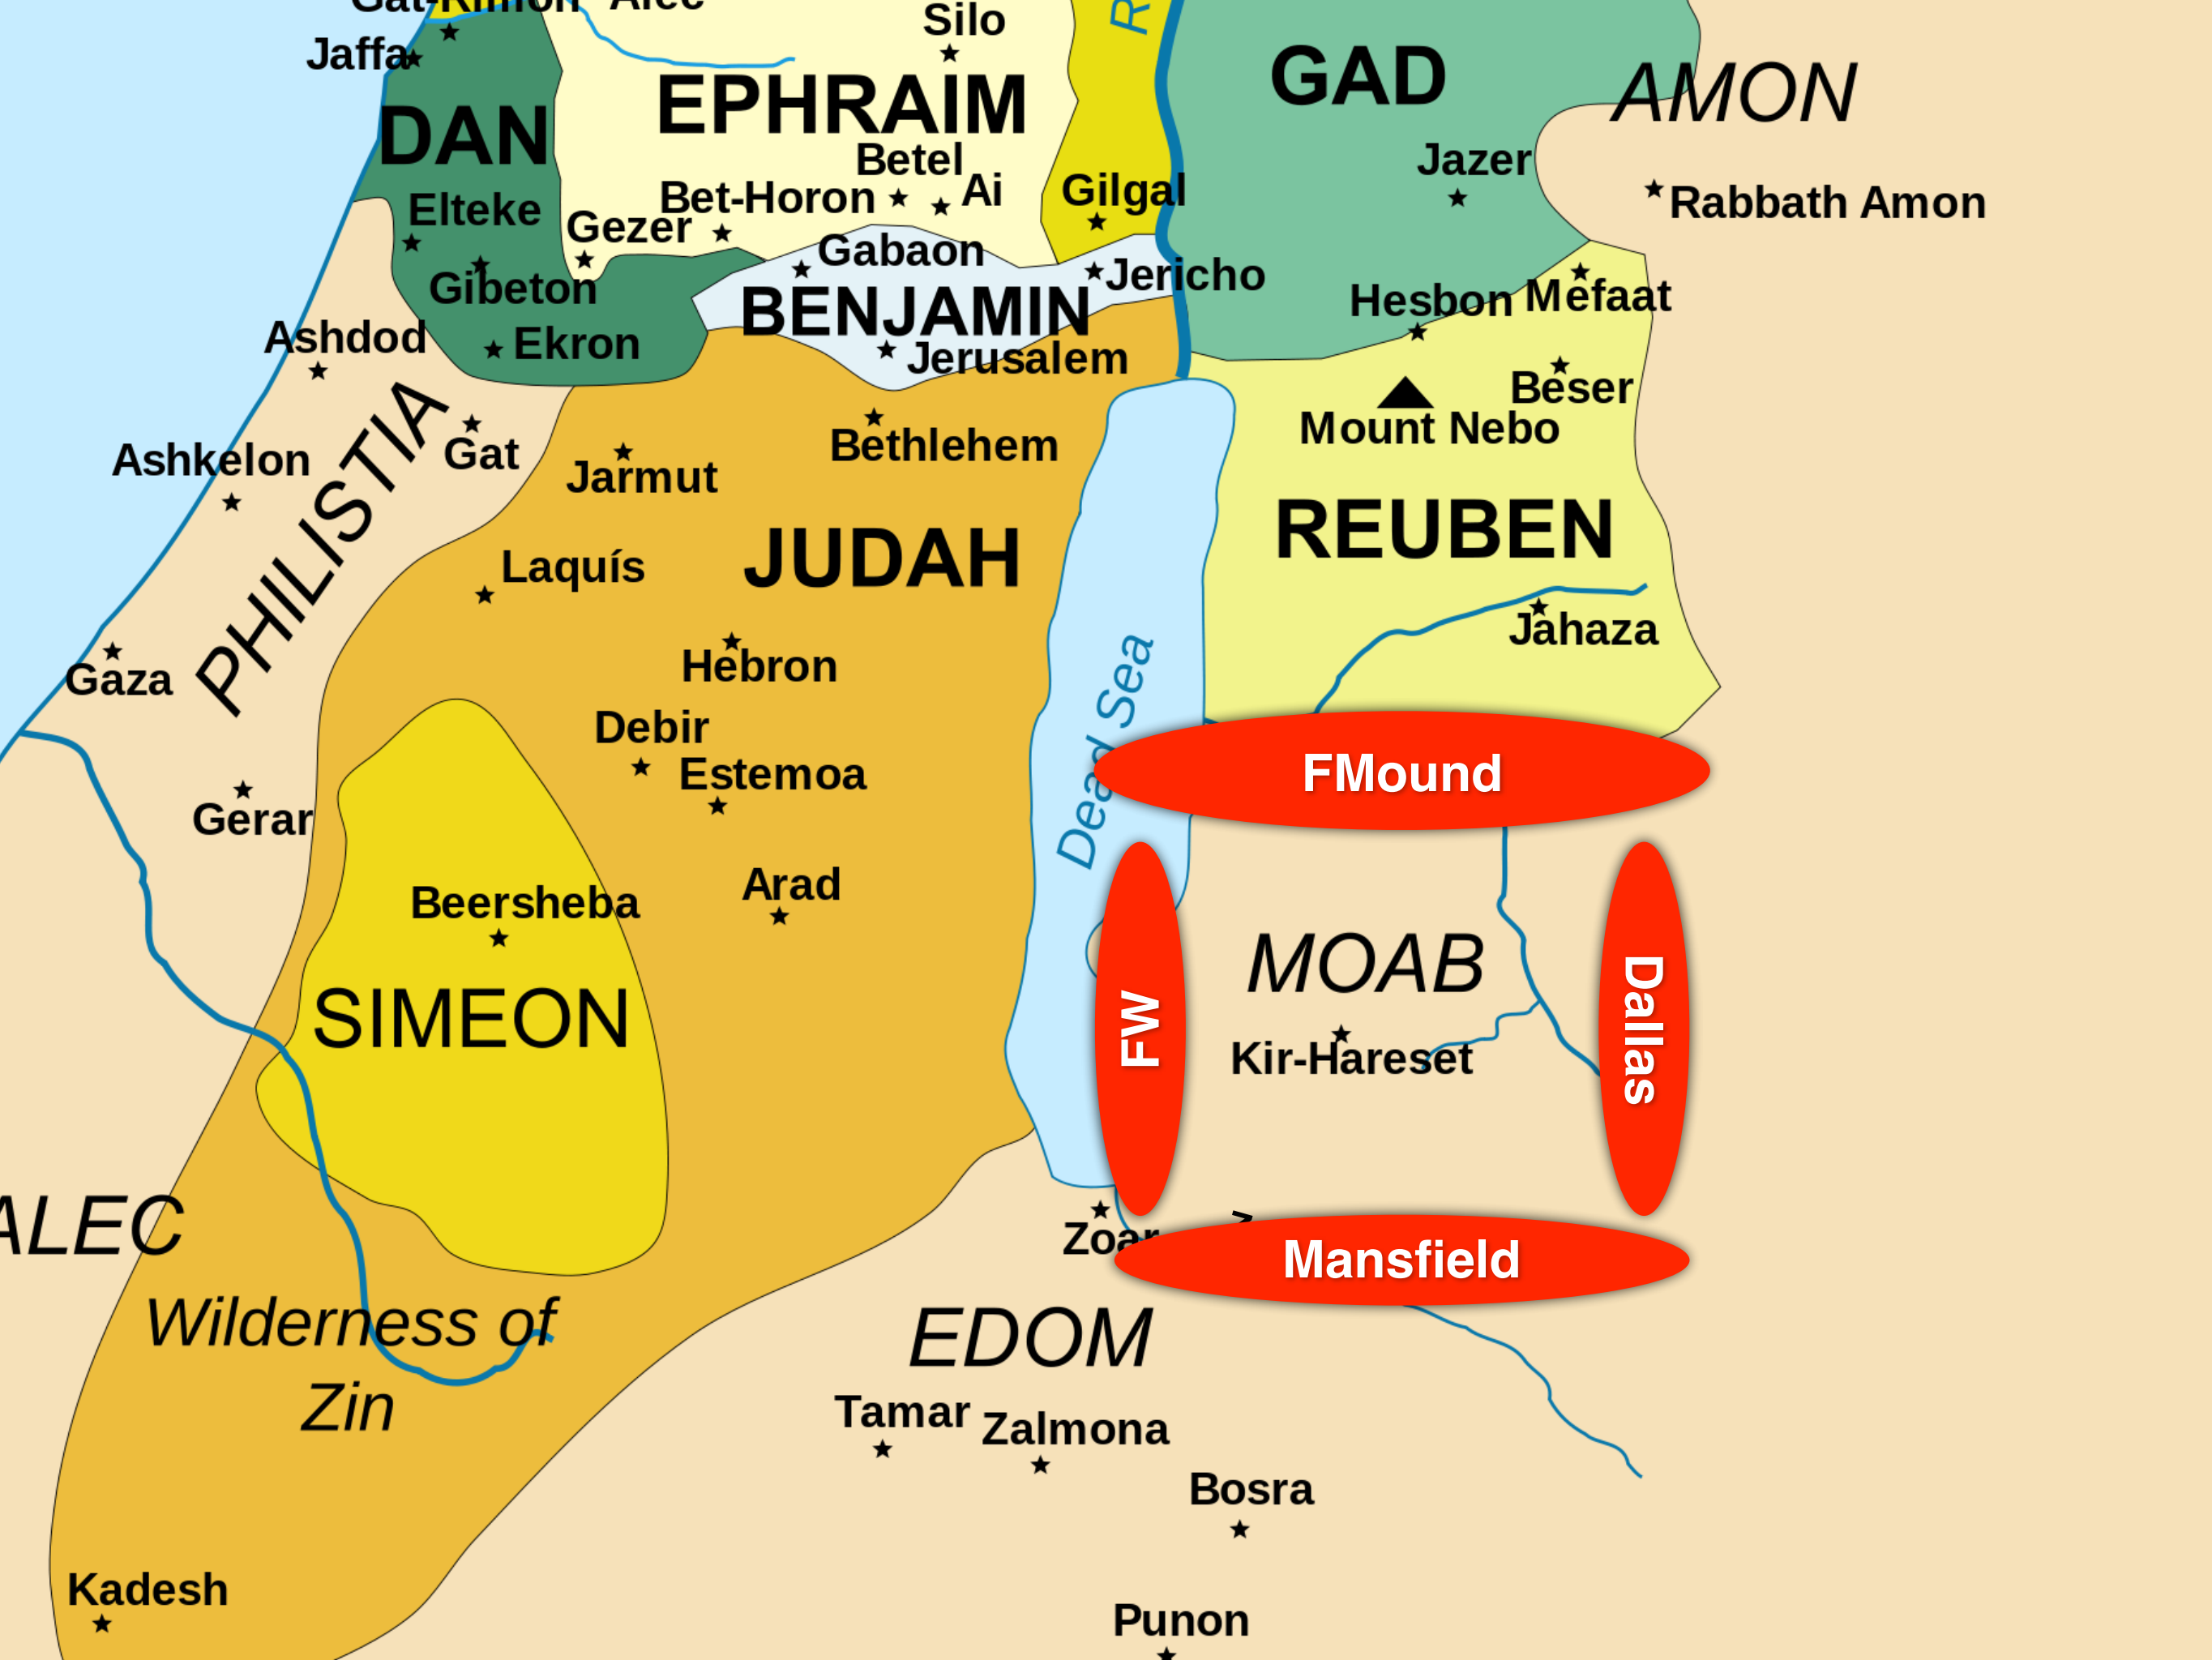 Gat-Rimon
Silo
R
Jaffa
GAD
AMON
DAN
EPHRAIM
Betel
Jazer
Bet-Horon
Ai
Gilgal
Rabbath Amon
Elteke
Gezer
Gabaon
Jericho
Gibeton
BENJAMIN
Hesbon
Mefaat
Ashdod
Ekron
Jerusalem
Beser
Mount Nebo
PHILISTIA
Gat
Bethlehem
Ashkelon
Jarmut
REUBEN
JUDAH
Laquís
Jahaza
Hebron
Gaza
Dead Sea
Debir
Estemoa
FMound
Gerar
Arad
Beersheba
MOAB
SIMEON
FW
Dallas
Kir-Hareset
ALEC
Zoar
Mansfield
Wilderness of
Zin
EDOM
Tamar
Zalmona
Bosra
Kadesh
Punon